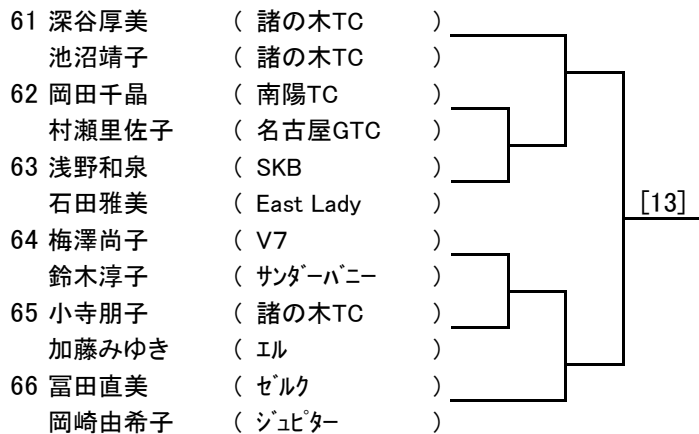 61 深谷厚美 ( 諸の木TC )
池沼靖子 ( 諸の木TC )
62 岡田千晶 ( 南陽TC )
村瀬里佐子 ( 名古屋GTC )
63 浅野和泉 ( SKB )
石田雅美 ( East Lady )
[13]
64 梅澤尚子 ( V7 )
鈴木淳子 ( ｻﾝﾀﾞｰﾊﾞﾆｰ )
65 小寺朋子 ( 諸の木TC )
加藤みゆき ( ｴﾙ )
66 冨田直美 ( ｾﾞﾙｸ )
岡崎由希子 ( ｼﾞｭﾋﾟﾀｰ )